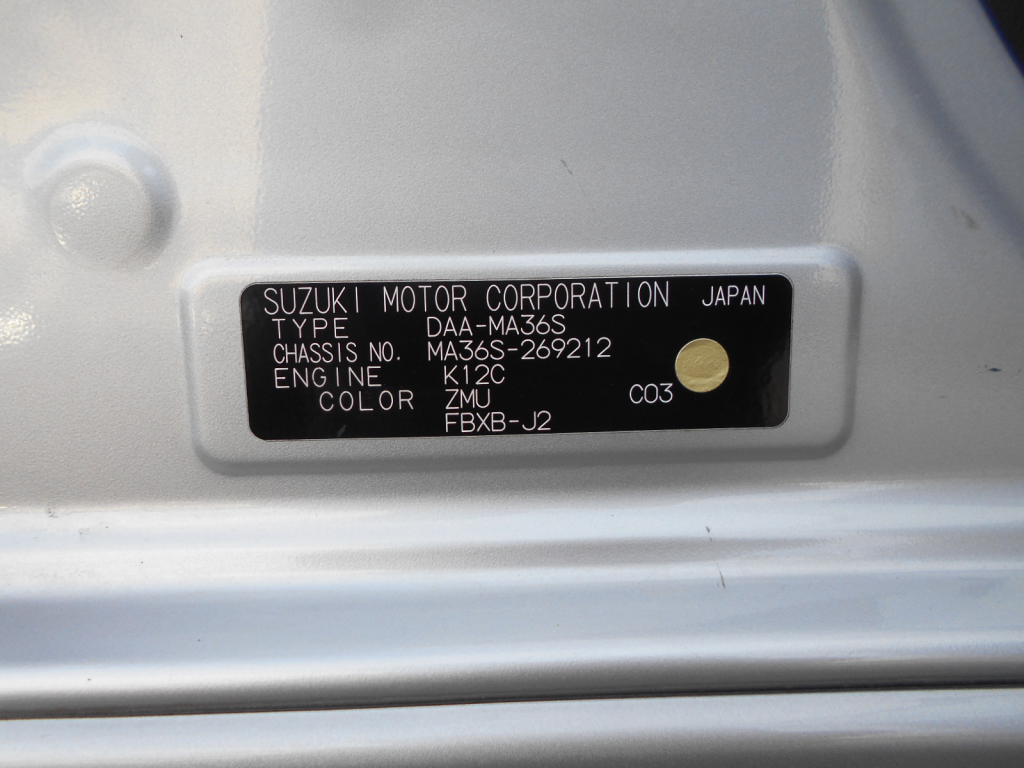 SUZUKI MOTOR CORPORATION JAPAN
TYPE DAA-MA36S
CHASSIS NO. MA36S-269212
ENGINE K12C
COLOR ZMU C03
FBXB-J2